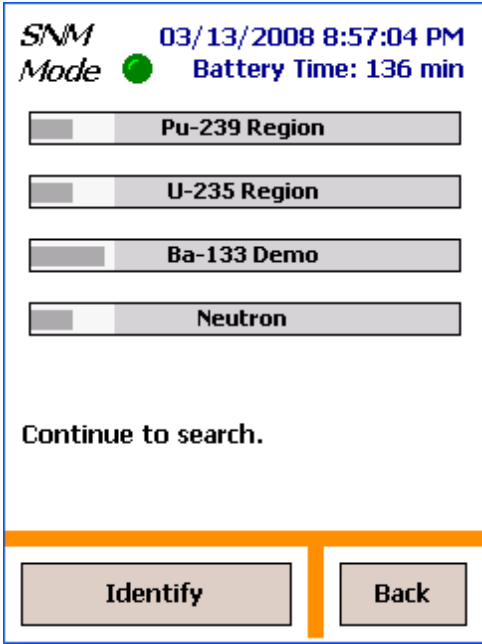 SNM 03/13/2008 8:57:04 PM
Mode Battery Time: 136 min
Pu-239 Region
U-235 Region
Ba-133 Demo
Neutron
Continue to search.
Identify Back